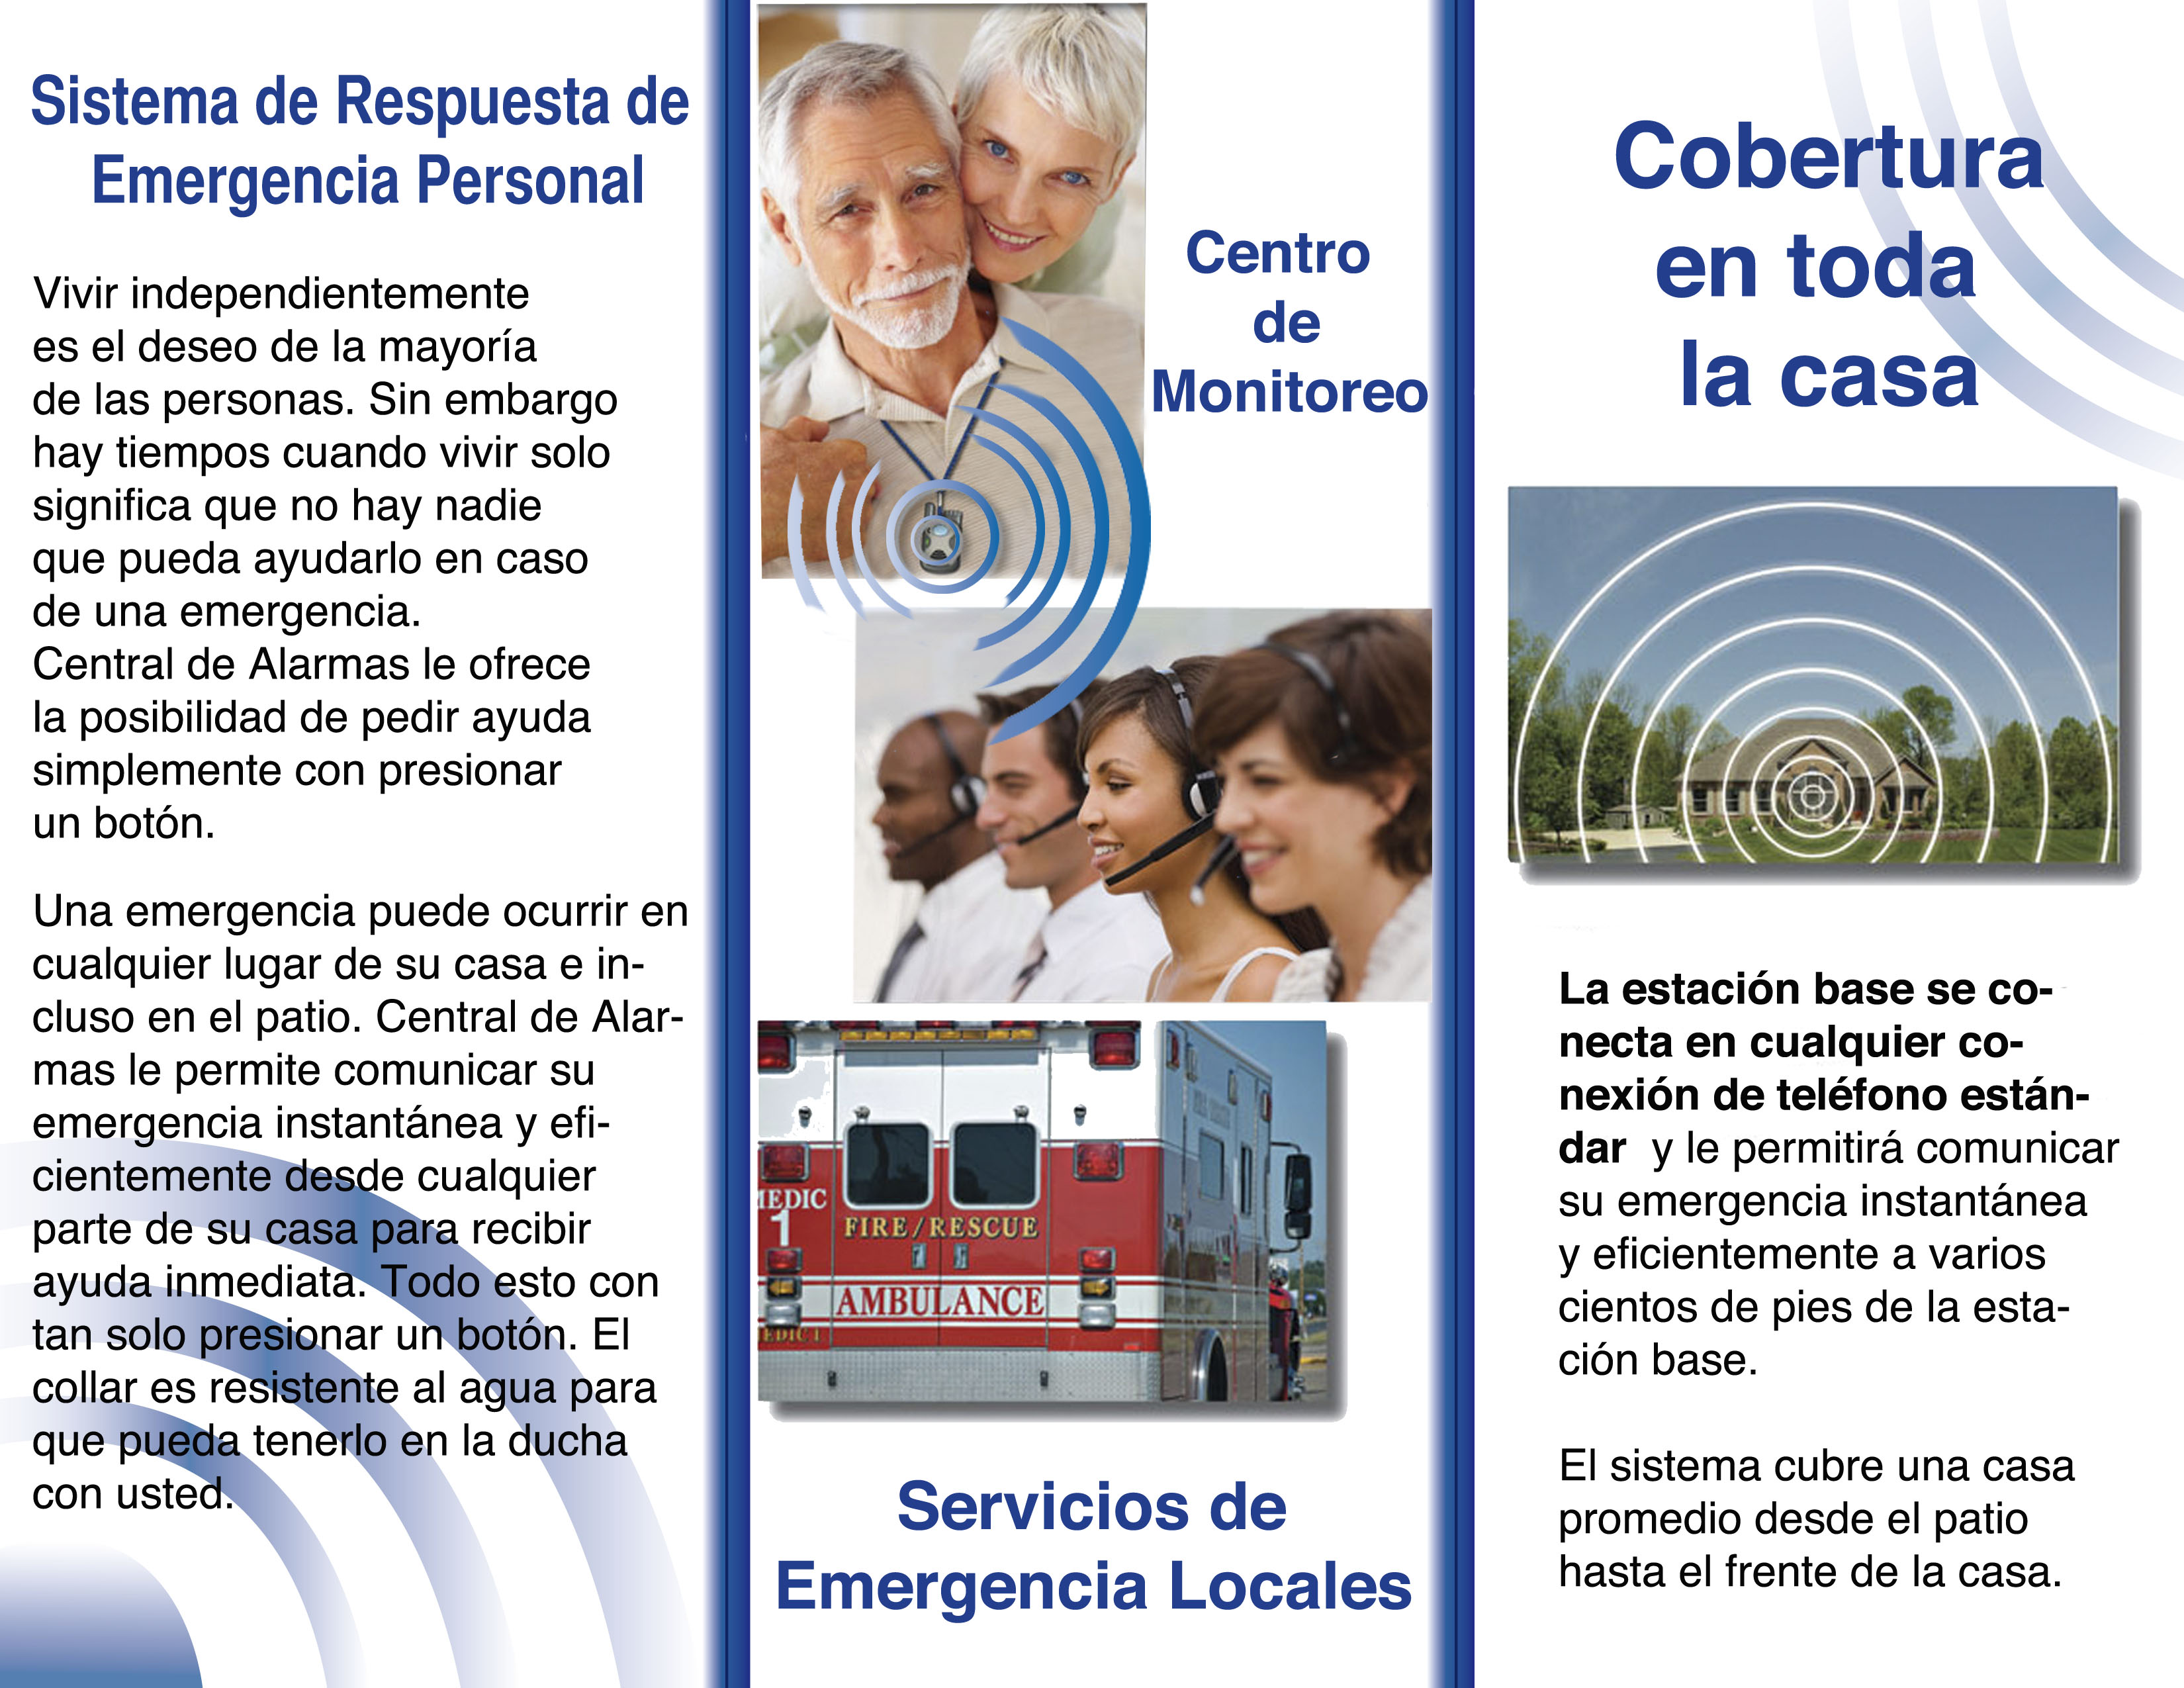 Sistema de Respuesta de
Emergencia Personal
Vivir independientemente
es el deseo de la mayoría
de las personas. Sin embargo
hay tiempos cuando vivir solo
significa que no hay nadie
que pueda ayudarlo en caso
de una emergencia.
Central de Alarmas le ofrece
la posibilidad de pedir ayuda
simplemente con presionar
un botón.
Una emergencia puede ocurrir en
cualquier lugar de su casa e in-
cluso en el patio. Central de Alar-
mas le permite comunicar su
emergencia instantánea y efi-
cientemente desde cualquier
parte de su casa para recibir
ayuda inmediata. Todo esto con
tan solo presionar un botón. El
collar es resistente al agua para
que pueda tenerlo en la ducha
con usted.
Centro
de
Monitoreo
MEDIC
1
FIRE/RESCUE
AMBULANCE
EDIC 1
Servicios de
Emergencia Locales
Cobertura
en toda
la casa
La estación base se co-
necta en cualquier co-
nexión de teléfono están-
dar y le permitirá comunicar
su emergencia instantánea
y eficientemente a varios
cientos de pies de la esta-
ción base.
El sistema cubre una casa
promedio desde el patio
hasta el frente de la casa.